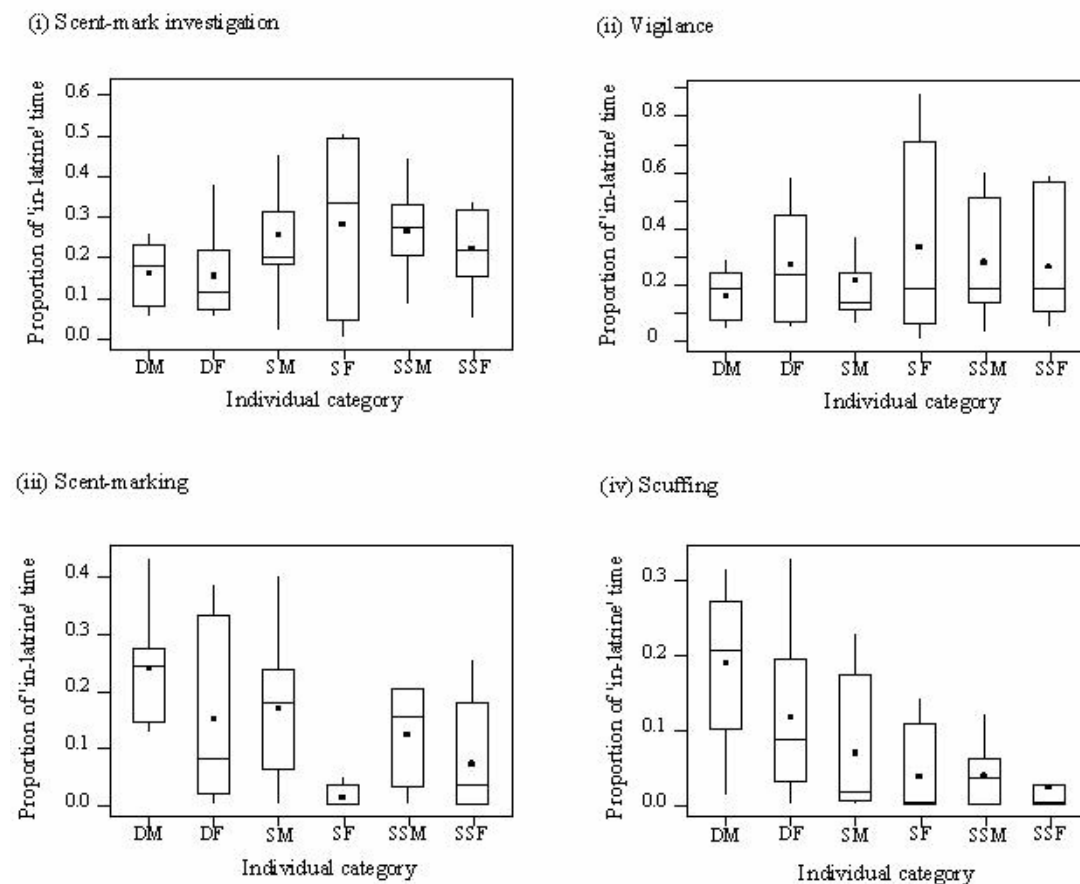 (i) Scent-mark investigation
Proportion of 'in-latrine' time
0.6
0.5
0.4
0.3
0.2
0.1
0.0
DM DF SM SF SSM SSF
Individual category
(ii) Vigilance
Proportion of 'in-latrine' time
0.8
0.6
0.4
0.2
0
DM DF SM SF SSM SSF
Individual category
(iii) Scent-marking
Proportion of 'in-latrine' time
0.4
0.3
0.2
0.1
0.0
DM DF SM SF SSM SSF
Individual category
(iv) Scuffing
Proportion of 'in-latrine' time
0.3
0.2
0.1
0.0
DM DF SM SF SSM SSF
Individual category